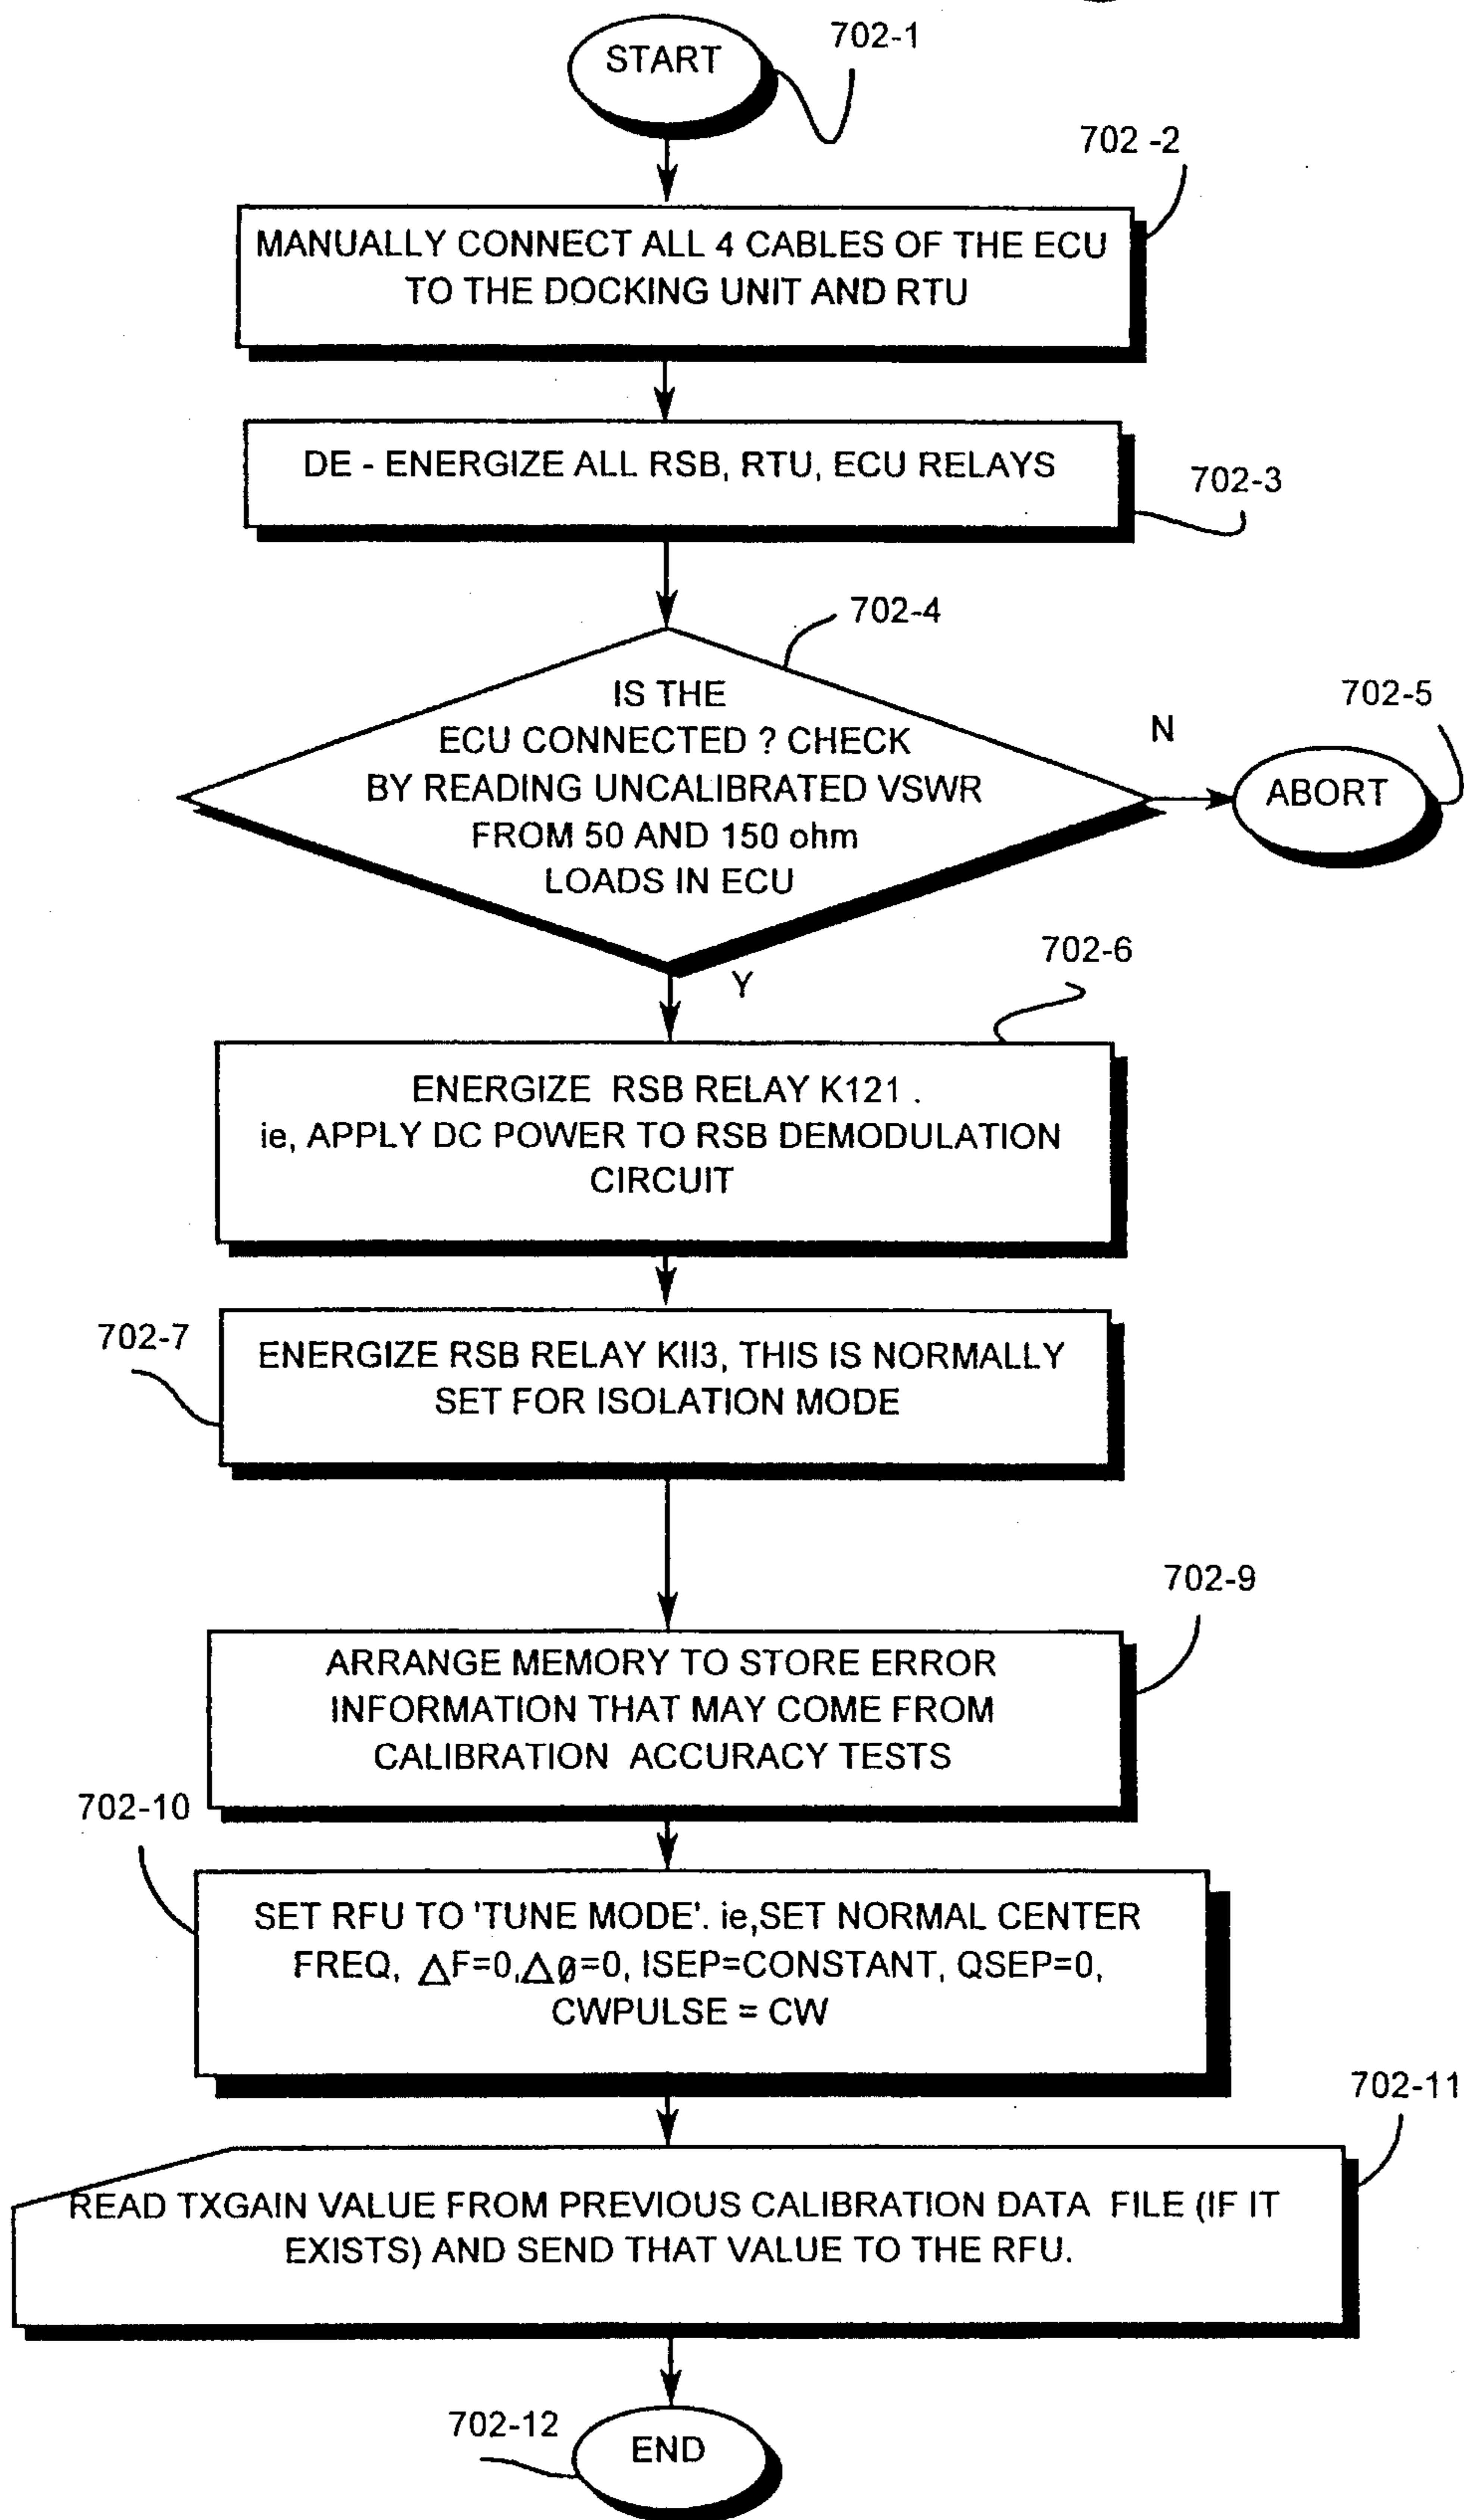 START
702-1
702 -2
MANUALLY CONNECT ALL 4 CABLES OF THE ECU
TO THE DOCKING UNIT AND RTU
DE - ENERGIZE ALL RSB, RTU, ECU RELAYS
702-3
702-4
IS THE
ECU CONNECTED ? CHECK
BY READING UNCALIBRATED VSWR
FROM 50 AND 150 ohm
LOADS IN ECU
N
702-5
ABORT
Y
702-6
ENERGIZE RSB RELAY K121 .
ie, APPLY DC POWER TO RSB DEMODULATION
CIRCUIT
702-7
ENERGIZE RSB RELAY KII3, THIS IS NORMALLY
SET FOR ISOLATION MODE
702-9
ARRANGE MEMORY TO STORE ERROR
INFORMATION THAT MAY COME FROM
CALIBRATION ACCURACY TESTS
702-10
SET RFU TO 'TUNE MODE'. ie,SET NORMAL CENTER
FREQ, ΔF=0,Δø=0, ISEP=CONSTANT, QSEP=0,
CWPULSE = CW
702-11
READ TXGAIN VALUE FROM PREVIOUS CALIBRATION DATA FILE (IF IT
EXISTS) AND SEND THAT VALUE TO THE RFU.
702-12
END